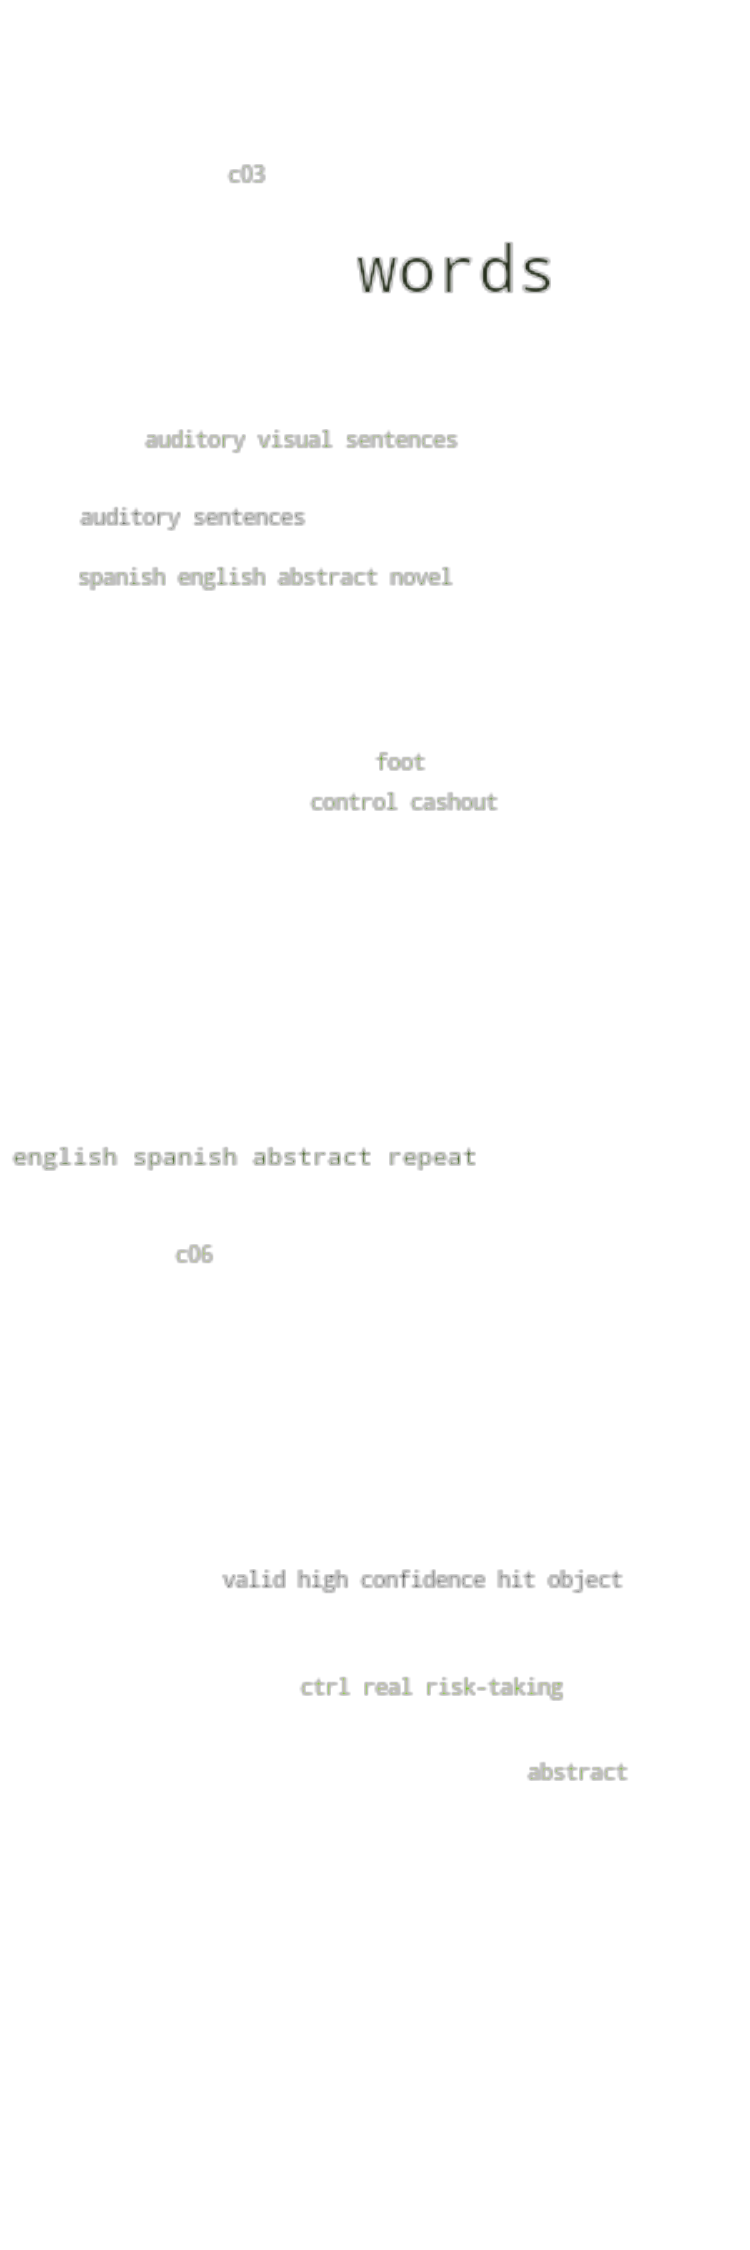 c03
words
auditory visual sentences
auditory sentences
spanish english abstract novel
foot
control cashout
english spanish abstract repeat
c06
valid high confidence hit object
ctrl real risk-taking
abstract